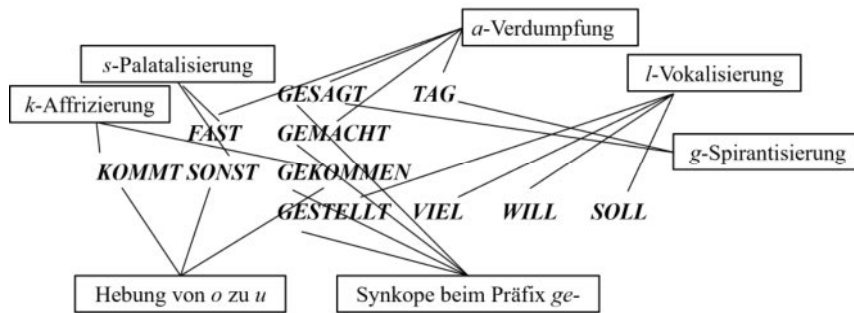 a-Verdumpfung
s-Palatalisierung
l-Vokalisierung
k-Affrizierung
GESAGT TAG
FAST GEMACHT
g-Spirantisierung
KOMMT SONST GEKOMMEN
GESTELLT VIEL WILL SOLL
Hebung von o zu u
Synkope beim Präfix ge-